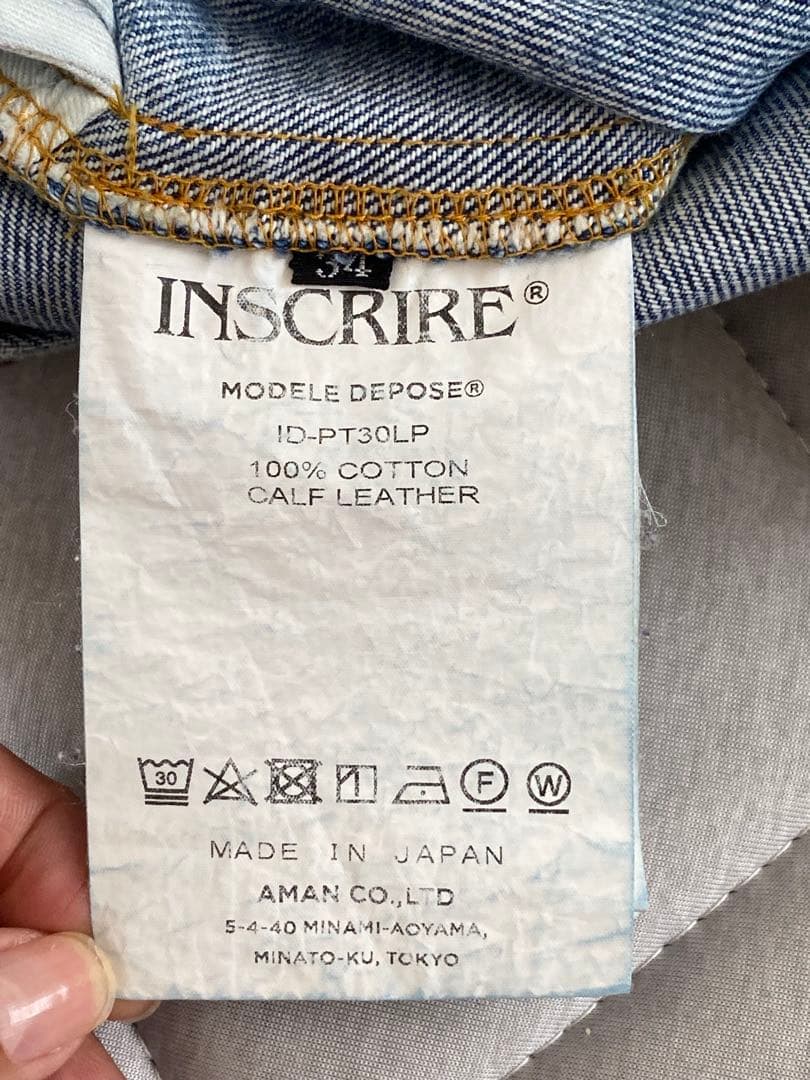 34
INSCRIRE®
MODELE DEPOSE®
ID-PT30LP
100% COTTON
CALF LEATHER
30 F W
MADE IN JAPAN
AMAN CO.,LTD
5-4-40 MINAMI-AOYAMA,
MINATO-KU, TOKYO